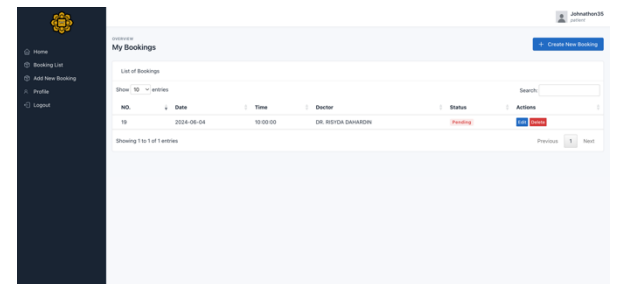 Johnathon35
patient
Home
Booking List
Add New Booking
Profile
Logout
OVERVIEW
My Bookings
+ Create New Booking
List of Bookings
Show 10 entries
Search:
NO. Date Time Doctor Status Actions
19 2024-06-04 10:00:00 DR. RISYDA DAHARDIN Pending Edit Delete
Showing 1 to 1 of 1 entries
Previous 1 Next